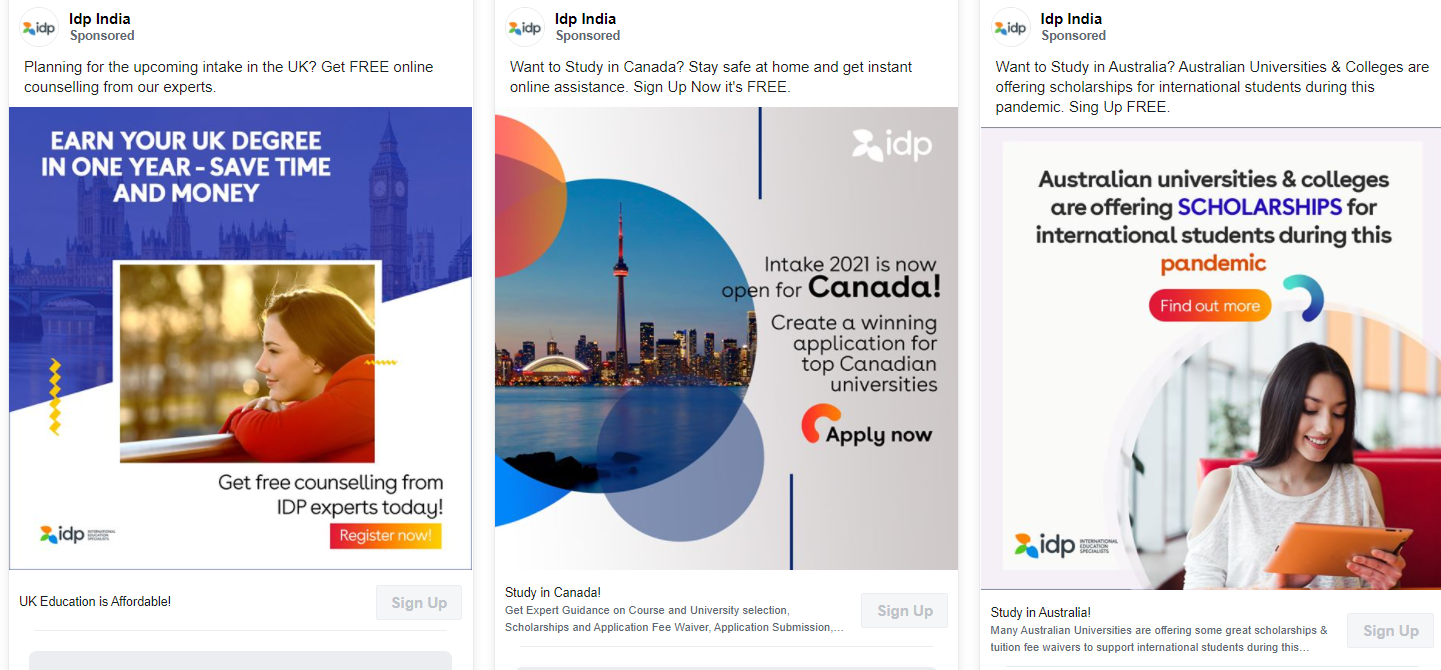 idp
Idp India
Sponsored
Planning for the upcoming intake in the UK? Get FREE online
counselling from our experts.
EARN YOUR UK DEGREE
IN ONE YEAR - SAVE TIME
AND MONEY
Get free counselling from
IDP experts today!
idp
INTERNATIONAL
EDUCATION
SPECIALISTS
Register now!
UK Education is Affordable!
Sign Up
idp
Idp India
Sponsored
Want to Study in Canada? Stay safe at home and get instant
online assistance. Sign Up Now it's FREE.
idp
Intake 2021 is now
open for Canada!
Create a winning
application for
top Canadian
universities
Apply now
Study in Canada!
Get Expert Guidance on Course and University selection,
Scholarships and Application Fee Waiver, Application Submission,...
Sign Up
idp
Idp India
Sponsored
Want to Study in Australia? Australian Universities & Colleges are
offering scholarships for international students during this
pandemic. Sing Up FREE.
Australian universities & colleges
are offering SCHOLARSHIPS for
international students during this
pandemic
Find out more
idp
INTERNATIONAL
EDUCATION
SPECIALISTS
Study in Australia!
Many Australian Universities are offering some great scholarships &
tuition fee waivers to support international students during this...
Sign Up